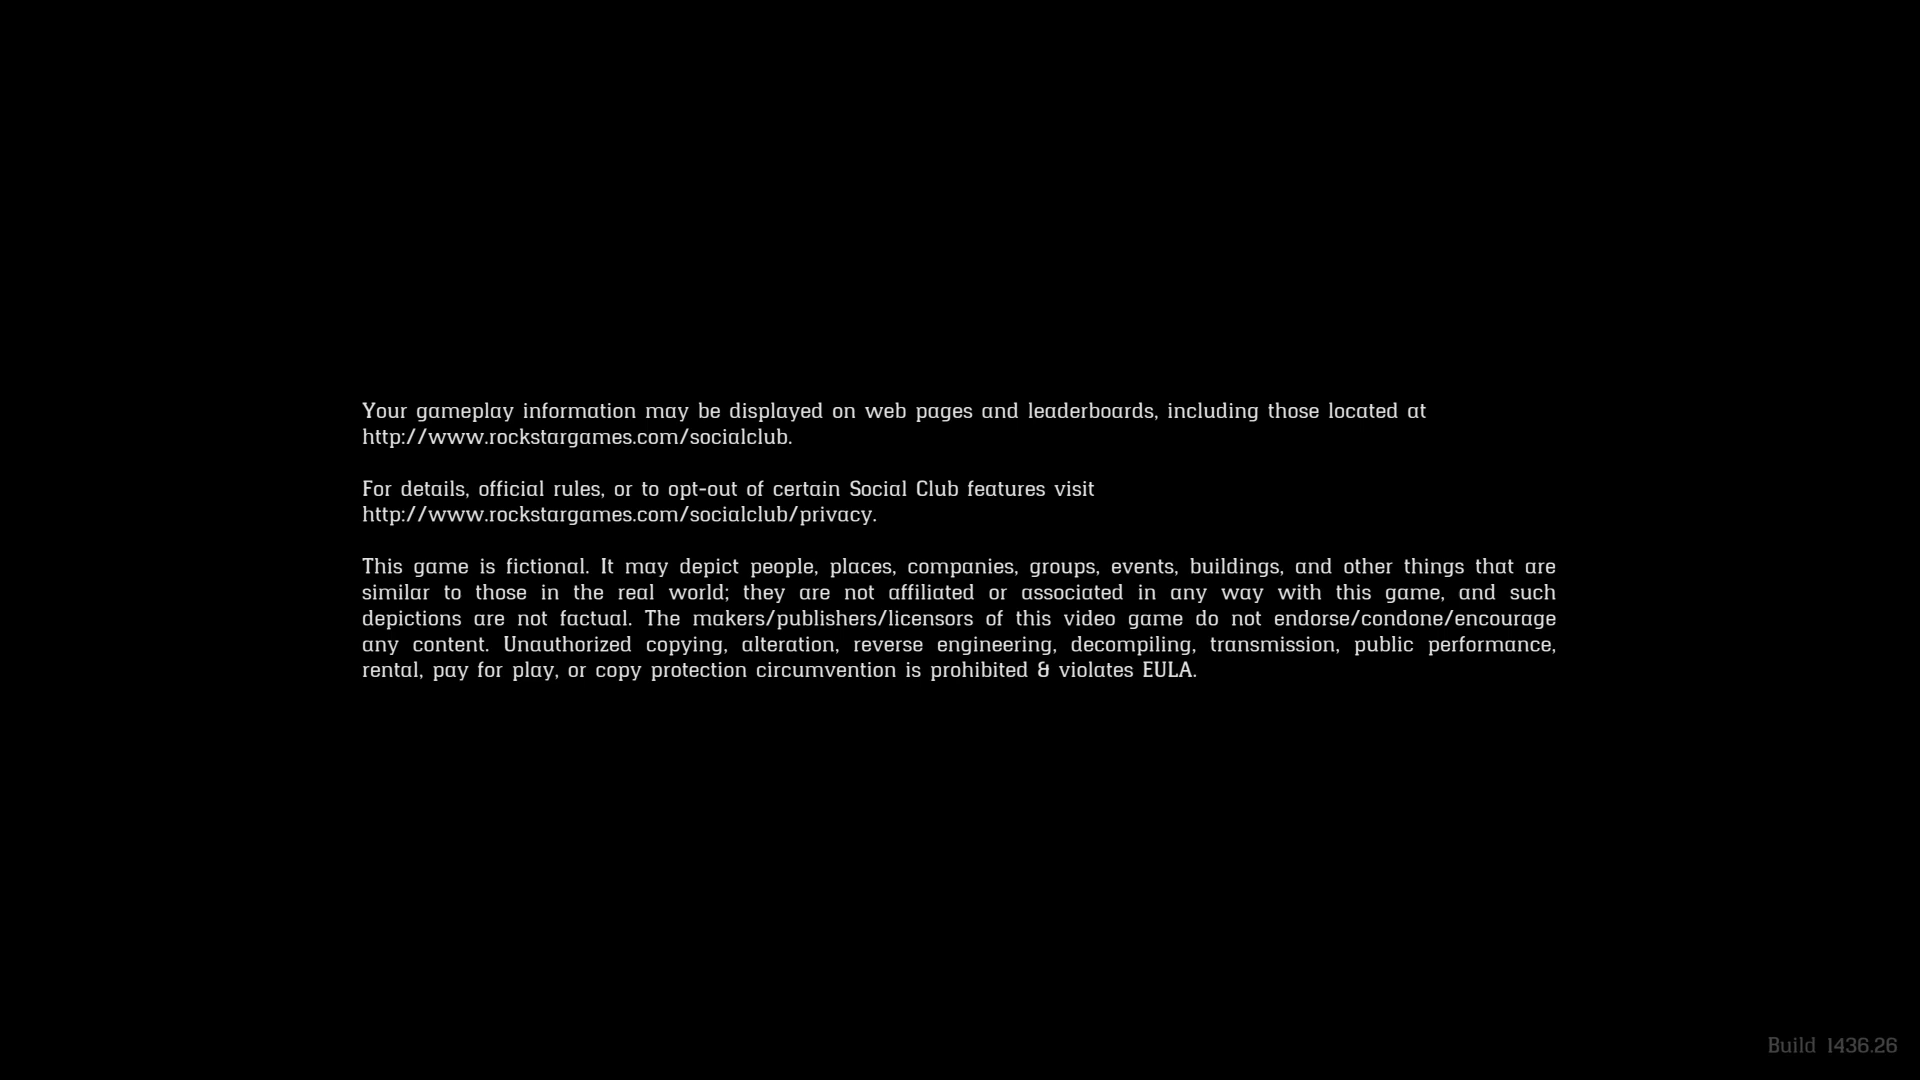 Your gameplay information may be displayed on web pages and leaderboards, including those located at
http://www.rockstargames.com/socialclub.
For details, official rules, or to opt-out of certain Social Club features visit
http://www.rockstargames.com/socialclub/privacy.
This game is fictional. It may depict people, places, companies, groups, events, buildings, and other things that are
similar to those in the real world; they are not affiliated or associated in any way with this game, and such
depictions are not factual. The makers/publishers/licensors of this video game do not endorse/condone/encourage
any content. Unauthorized copying, alteration, reverse engineering, decompiling, transmission, public performance,
rental, pay for play, or copy protection circumvention is prohibited & violates EULA.
Build 1436.26